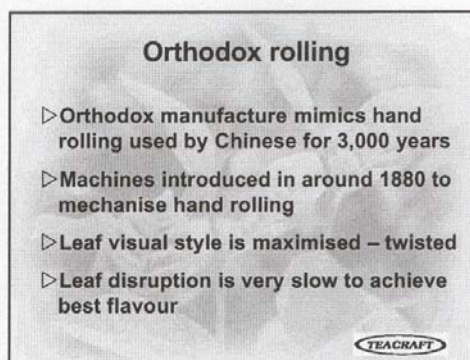 Orthodox rolling
▷Orthodox manufacture mimics hand
rolling used by Chinese for 3,000 years
▷Machines introduced in around 1880 to
mechanise hand rolling
▷Leaf visual style is maximised – twisted
▷Leaf disruption is very slow to achieve
best flavour
TEACRAFT